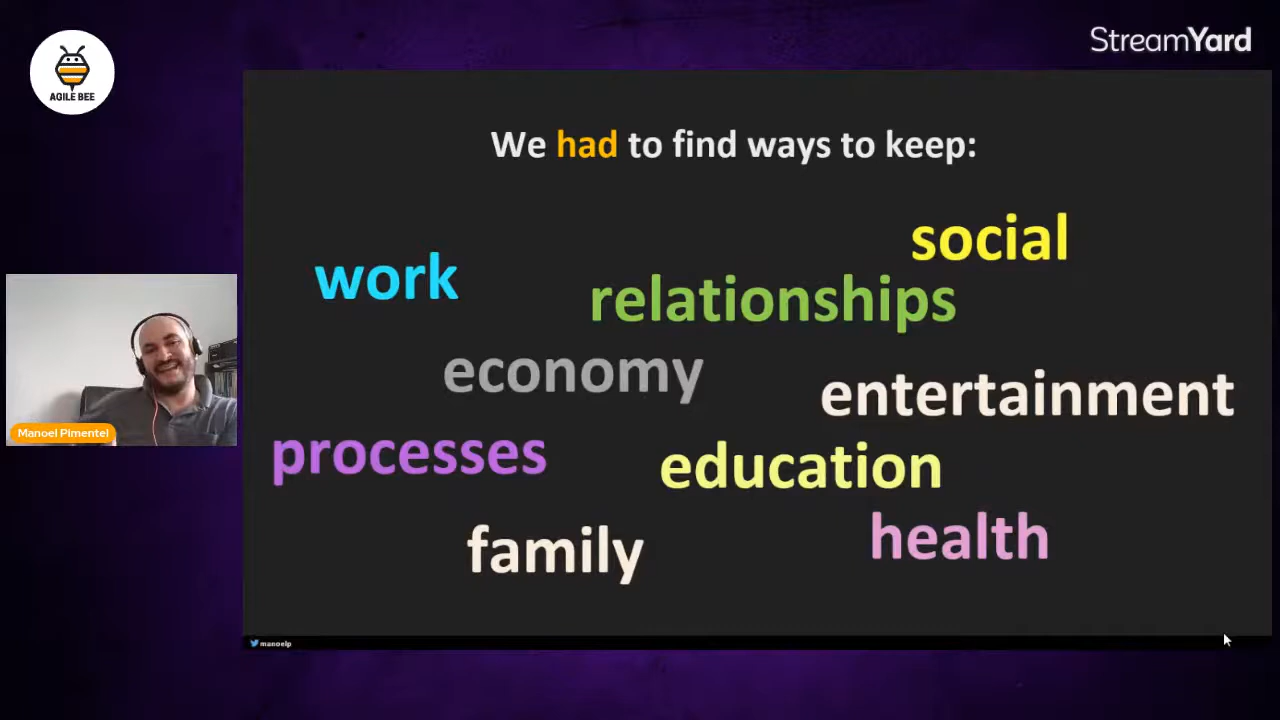 AGILE BEE
StreamYard
We had to find ways to keep:
social
work
relationships
economy
entertainment
processes
education
health
family
Manoel Pimentel
manoelp